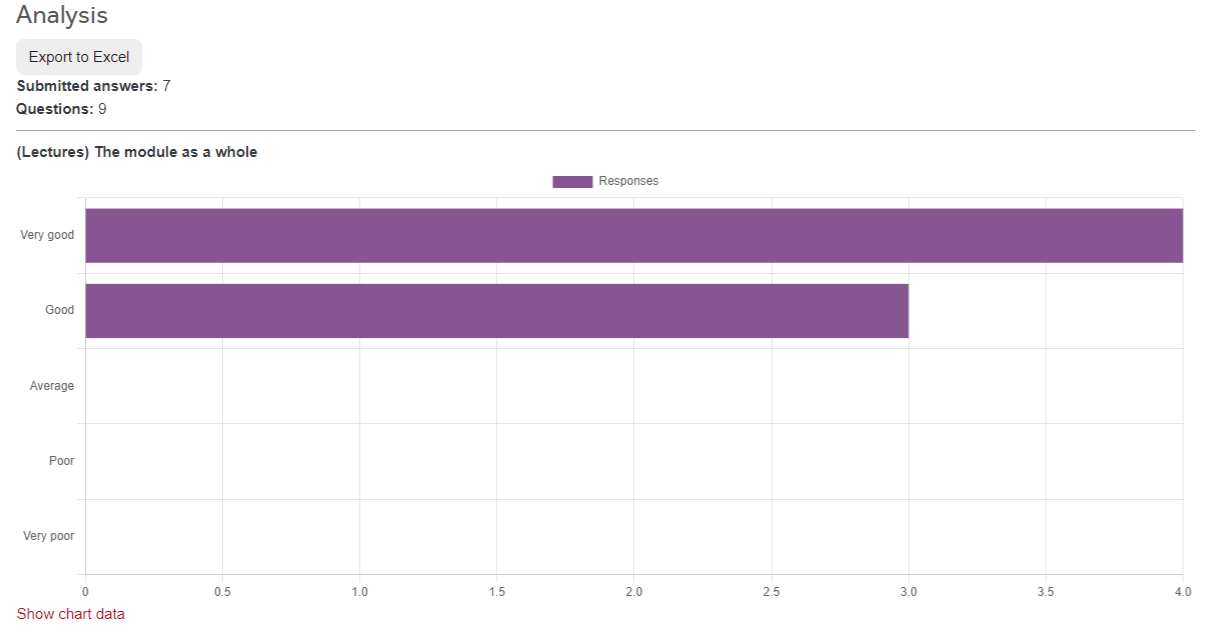 Analysis
Export to Excel
Submitted answers: 7
Questions: 9
(Lectures) The module as a whole
Responses
Very good
Good
Average
Poor
Very poor
0 0.5 1.0 1.5 2.0 2.5 3.0 3.5 4.0
Show chart data